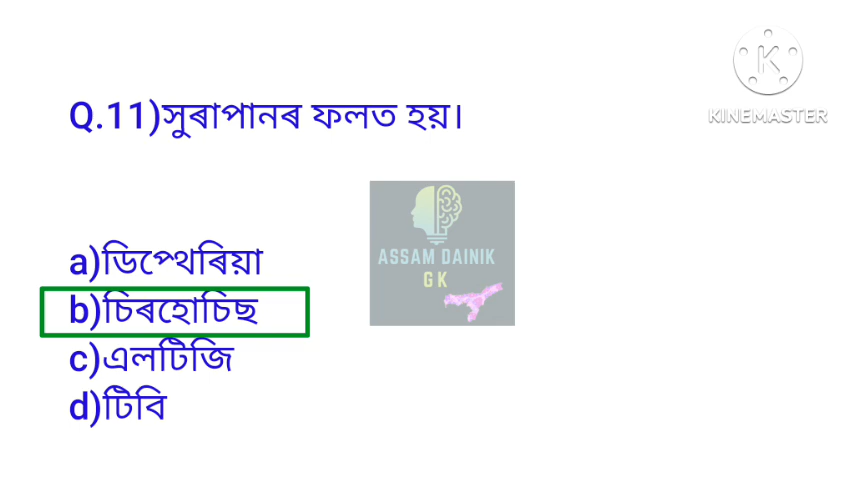 KINEMASTER
Q.11)সুৰাপানৰ ফলত হয়।
ASSAM DAINIK
GK
a)ডিপ্থেৰিয়া
b)চিৰহোচিছ
c)এলটিজি
d)টিবি